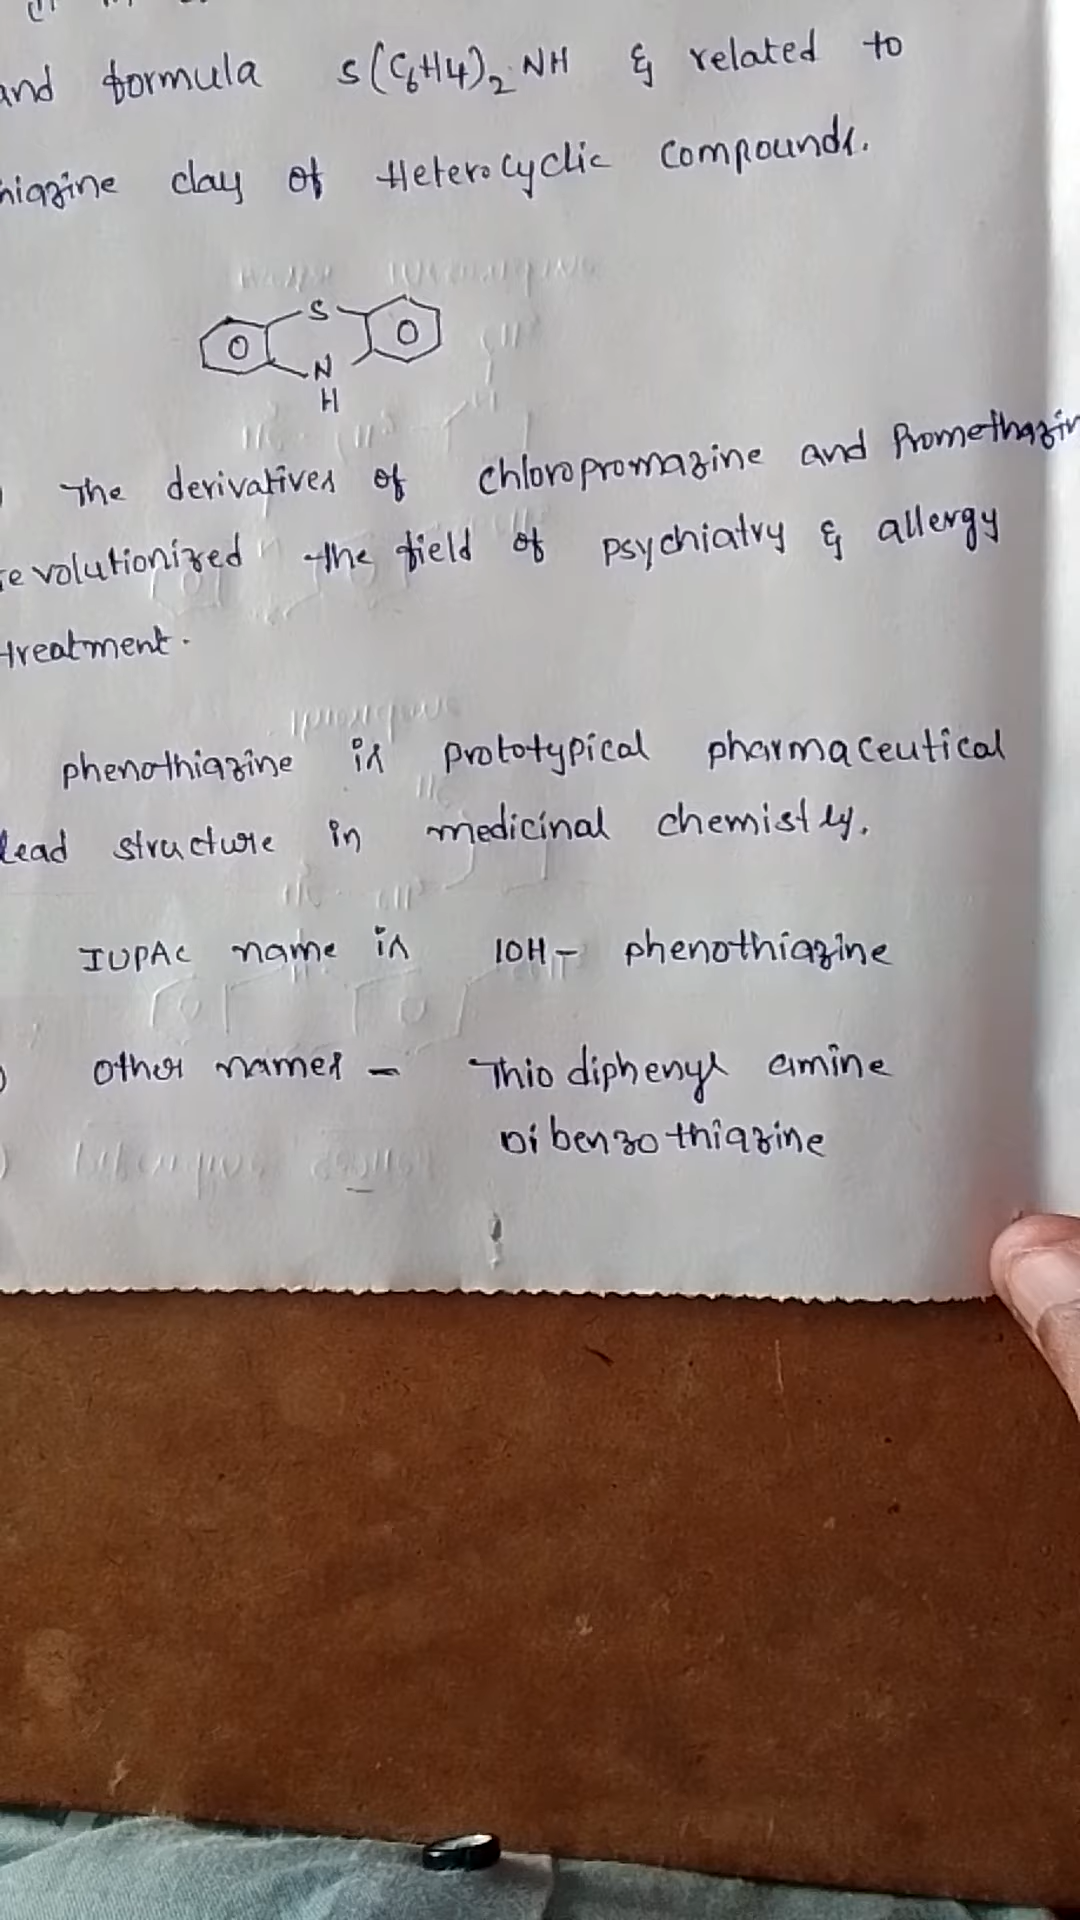 and formula S(C6H4)2 NH & related to
hiazine clay of Heterocyclic compounds.
S
N
H
The derivatives of chloropromazine and Promethazin
revolutionized the field of psychiatry & allergy
treatment.
phenothiazine is prototypical pharmaceutical
lead structure in medicinal chemistry.
IUPAC name is 10H- phenothiazine
Other names - Thio diphenyl amine
Dibenzo thiazine